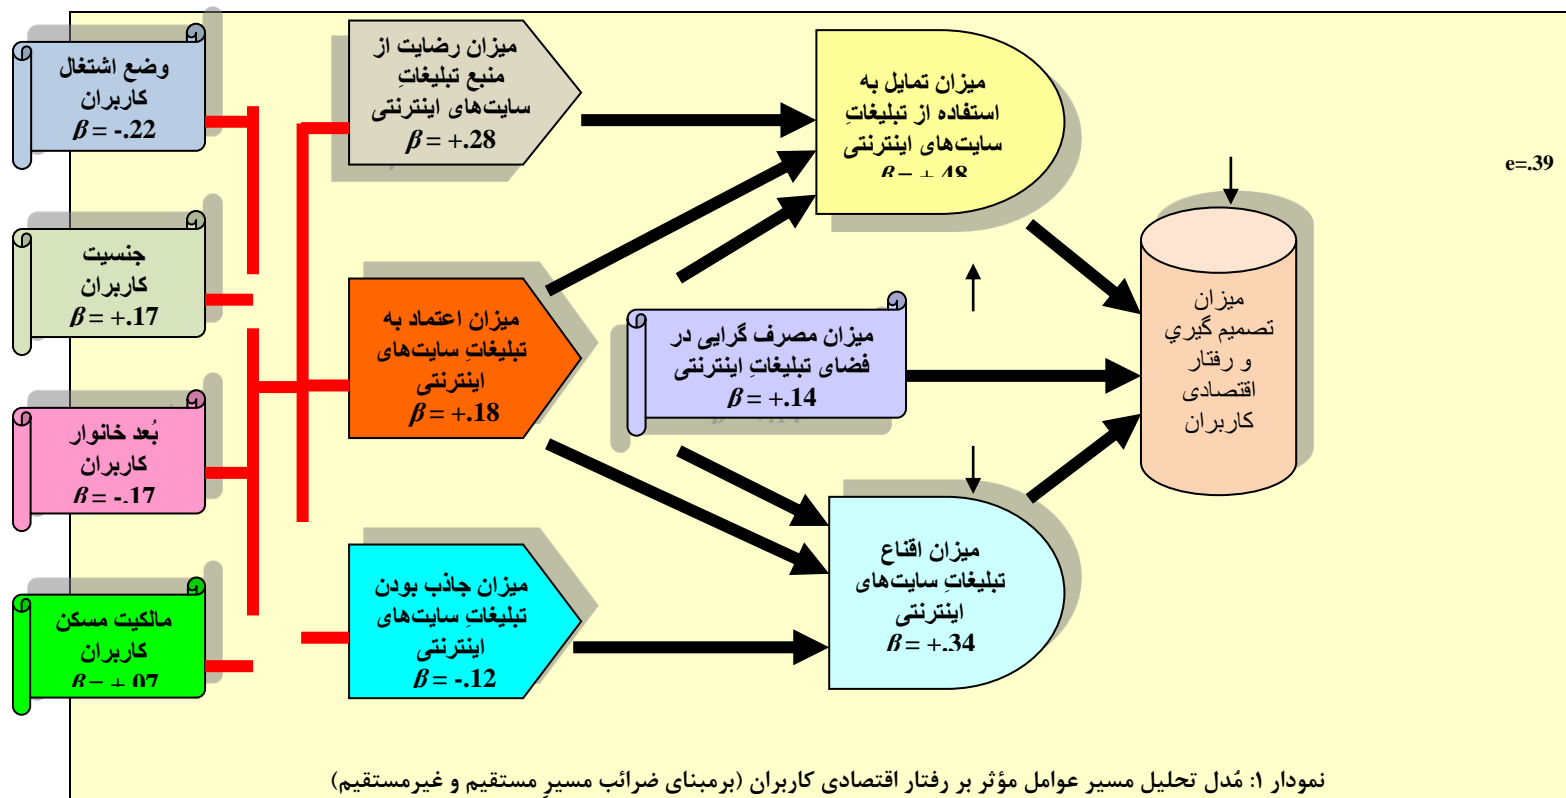 وضع اشتغال
کاربران
β = -.22
جنسیت
کاربران
β = +.17
بُعد خانوار
کاربران
β = -.17
مالکیت مسکن
کاربران
β = +.07
میزان رضایت از
منبع تبلیغاتِ
سایت‌های اینترنتی
β = +.28
میزان اعتماد به
تبلیغاتِ سایت‌های
اینترنتی
β = +.18
میزان جاذب بودن
تبلیغاتِ سایت‌های
اینترنتی
β = -.12
میزان تمایل به
استفاده از تبلیغاتِ
سایت‌های اینترنتی
β = +.48
میزان مصرف گرایی در
فضای تبلیغاتِ اینترنتی
β = +.14
میزان اقناع
تبلیغاتِ سایت‌های
اینترنتی
β = +.34
e=.39
میزان
تصمیم گیري
و رفتار
اقتصادی
کاربران
نمودار ۱: مُدل تحلیل مسیر عوامل مؤثر بر رفتار اقتصادی کاربران (برمبنای ضرائب مسیرِ مستقیم و غیرمستقیم)